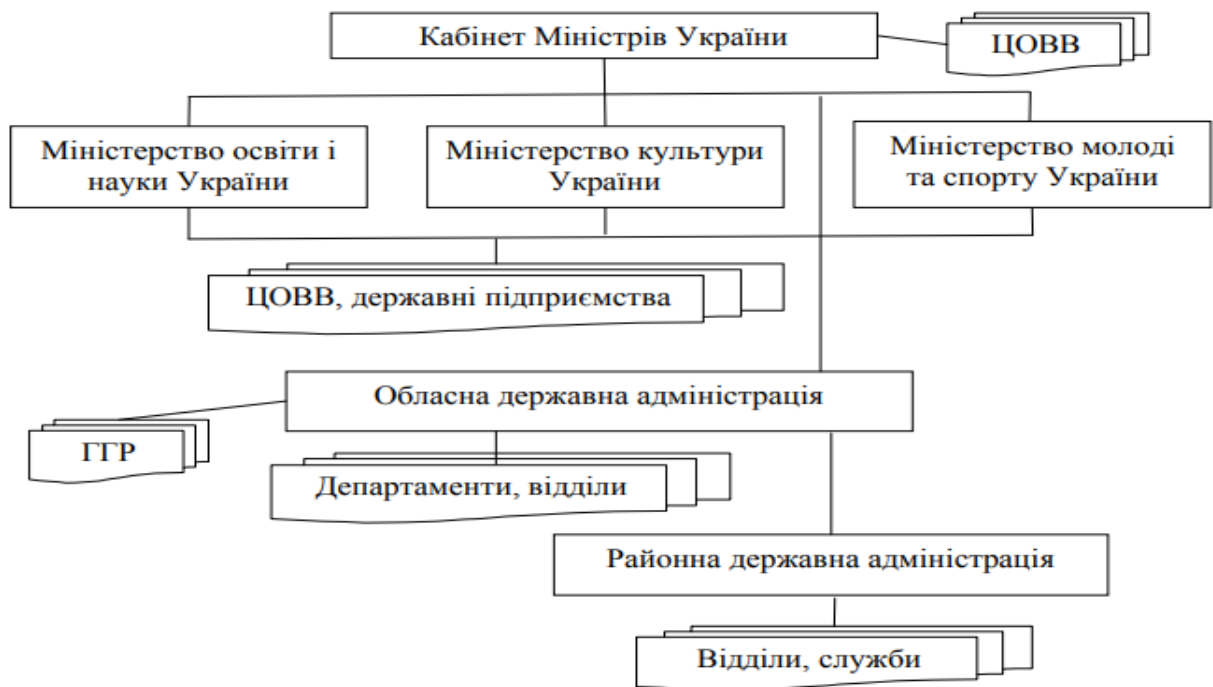 Кабінет Міністрів України
ЦОВВ
Міністерство освіти і
науки України
Міністерство культури
України
Міністерство молоді
та спорту України
ЦОВВ, державні підприємства
Обласна державна адміністрація
ГГР
Департаменти, відділи
Районна державна адміністрація
Відділи, служби